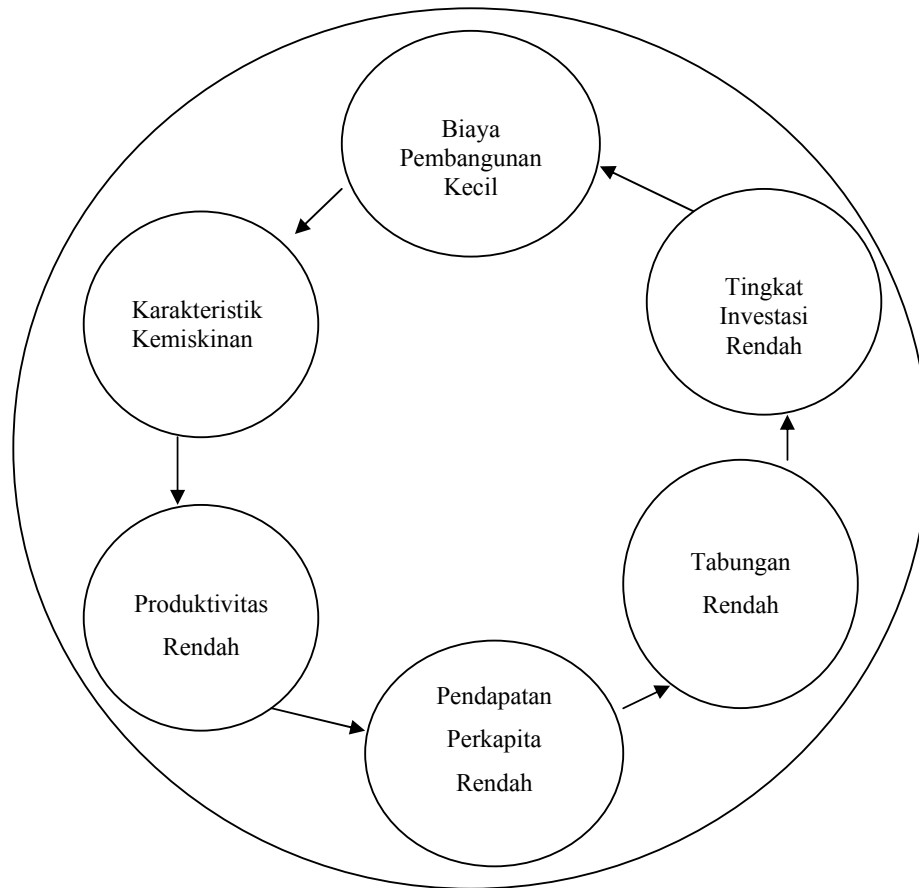 Biaya
Pembangunan
Kecil
Karakteristik
Kemiskinan
Tingkat
Investasi
Rendah
Produktivitas
Rendah
Tabungan
Rendah
Pendapatan
Perkapita
Rendah